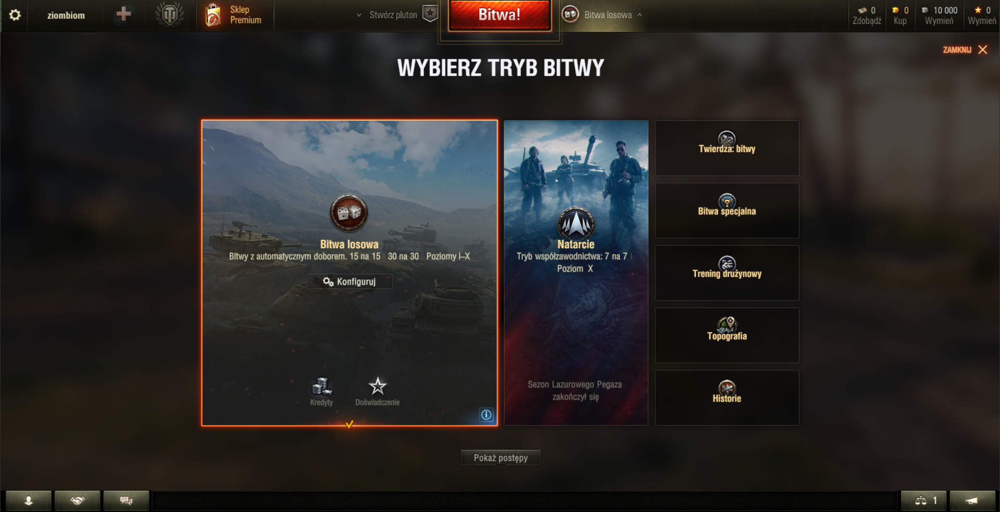 ziombiom
Sklep
Premium
Stwórz pluton
Bitwa!
Bitwa losowa
0
Zdobądź
0
Kup
10 000
Wymień
0
Wymień
ZAMKNIJ
WYBIERZ TRYB BITWY
Bitwa losowa
Bitwy z automatycznym doborem. 15 na 15 | 30 na 30 | Poziomy I–X
Konfiguruj
Kredyty
Doświadczenie
Natarcie
Tryb współzawodnictwa: 7 na 7 |
Poziom X
Sezon Lazurowego Pegaza
zakończył się
Twierdza: bitwy
Bitwa specjalna
Trening drużynowy
Topografia
Historie
Pokaż postępy
1